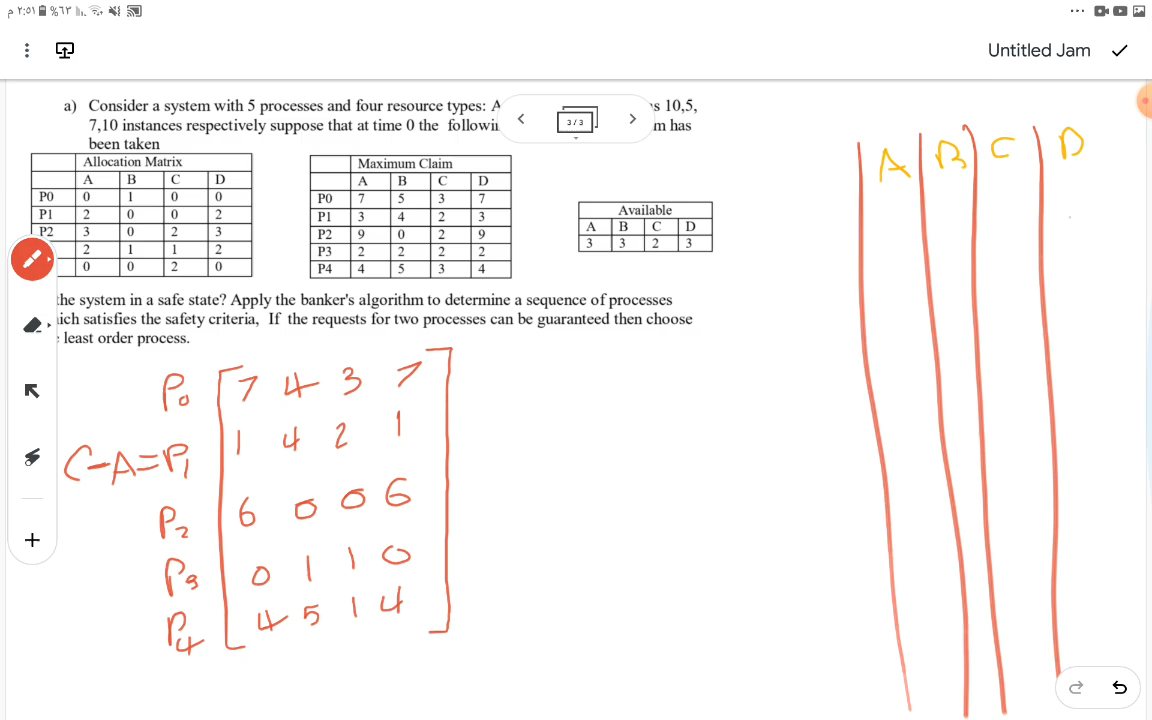 م ٢:٥١ %٦٢
Untitled Jam
a) Consider a system with 5 processes and four resource types: A 10,5,
7,10 instances respectively suppose that at time 0 the has
been taken
3 / 3
Allocation Matrix
A B C D
P0 0 1 0 0
P1 2 0 0 2
P2 3 0 2 3
2 1 1 2
0 0 2 0
Maximum Claim
A B C D
P0 7 5 3 7
P1 3 4 2 3
P2 9 0 2 9
P3 2 2 2 2
P4 4 5 3 4
Available
A B C D
3 3 2 3
the system in a safe state? Apply the banker's algorithm to determine a sequence of processes
satisfies the safety criteria, If the requests for two processes can be guaranteed then choose
least order process.
P0 7 4 3 7
C-A=P1 1 4 2 1
P2 6 0 0 6
P3 0 1 1 0
P4 4 5 1 4
A B C D